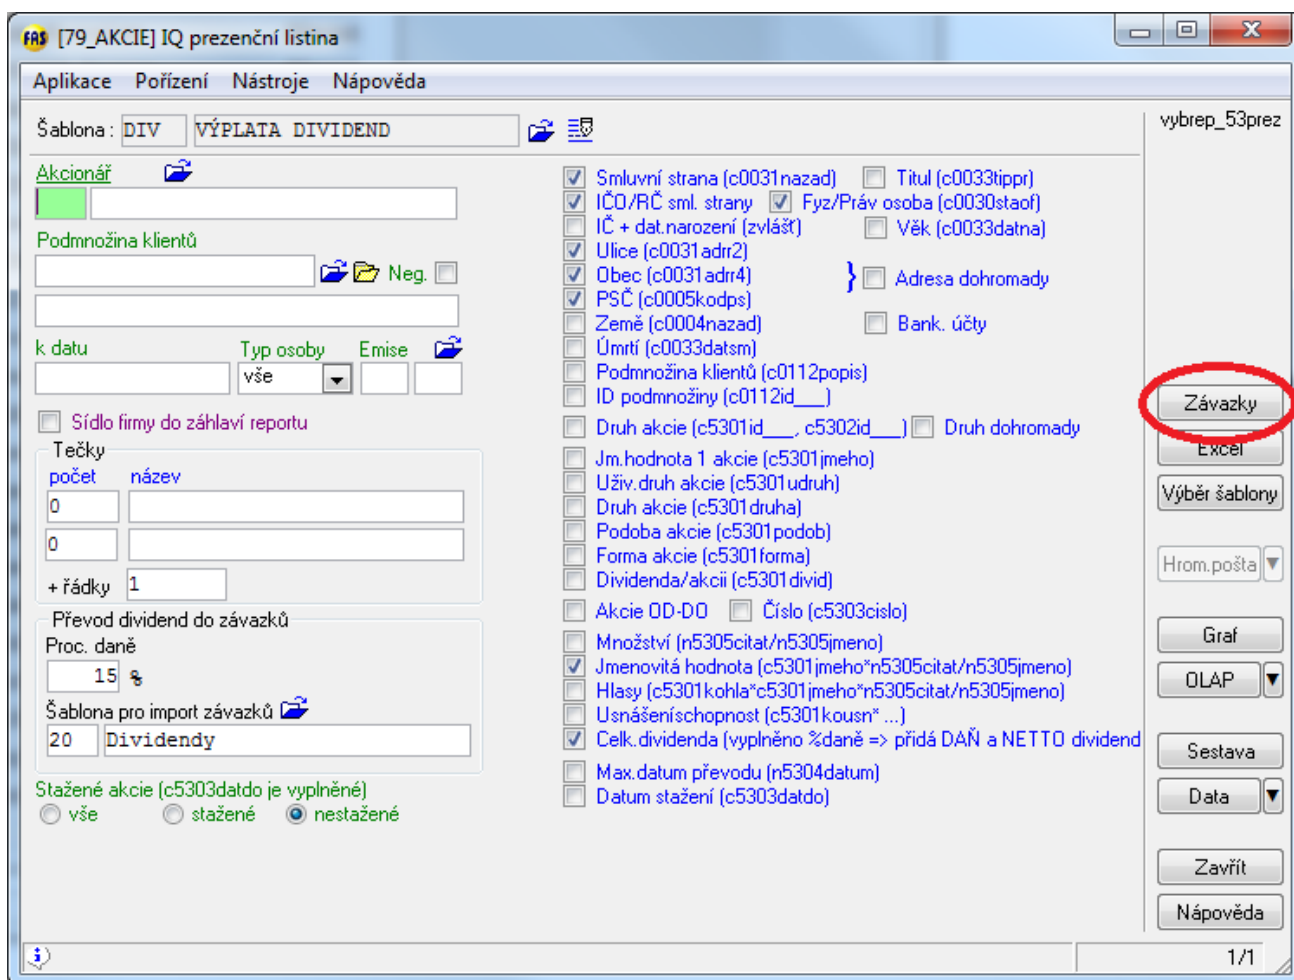 FAS [79_AKCIE] IQ prezenční listina
Aplikace Pořízení Nástroje Nápověda
Šablona : DIV VÝPLATA DIVIDEND
vybrep_53prez
Akcionář
Podmnožina klientů
Neg.
k datu Typ osoby Emise
vše
Sídlo firmy do záhlaví reportu
Tečky
počet název
0
0
+ řádky 1
Převod dividend do závazků
Proc. daně
15 %
Šablona pro import závazků
20 Dividendy
Stažené akcie (c5303datdo je vyplněné)
vše stažené nestažené
Smluvní strana (c0031nazad) Titul (c0033tippr)
IČO/RČ sml. strany Fyz/Práv osoba (c0030staof)
IČ + dat.narození (zvlášť) Věk (c0033datna)
Ulice (c0031adrr2)
Obec (c0031adrr4) } Adresa dohromady
PSČ (c0005kodps)
Země (c0004nazad) Bank. účty
Úmrtí (c0033datsm)
Podmnožina klientů (c0112popis)
ID podmnožiny (c0112id___)
Druh akcie (c5301id___, c5302id___) Druh dohromady
Jm.hodnota 1 akcie (c5301jmeho)
Uživ.druh akcie (c5301udruh)
Druh akcie (c5301druha)
Podoba akcie (c5301podob)
Forma akcie (c5301forma)
Dividenda/akcii (c5301divid)
Akcie OD-DO Číslo (c5303cislo)
Množství (n5305citat/n5305jmeno)
Jmenovitá hodnota (c5301jmeho*n5305citat/n5305jmeno)
Hlasy (c5301kohla*c5301jmeho*n5305citat/n5305jmeno)
Usnášeníschopnost (c5301kousn* ...)
Celk.dividenda (vyplněno %daně => přidá DAŇ a NETTO dividend
Max.datum převodu (n5304datum)
Datum stažení (c5303datdo)
Závazky
Excel
Výběr šablony
Hrom.pošta
Graf
OLAP
Sestava
Data
Zavřít
Nápověda
1/1